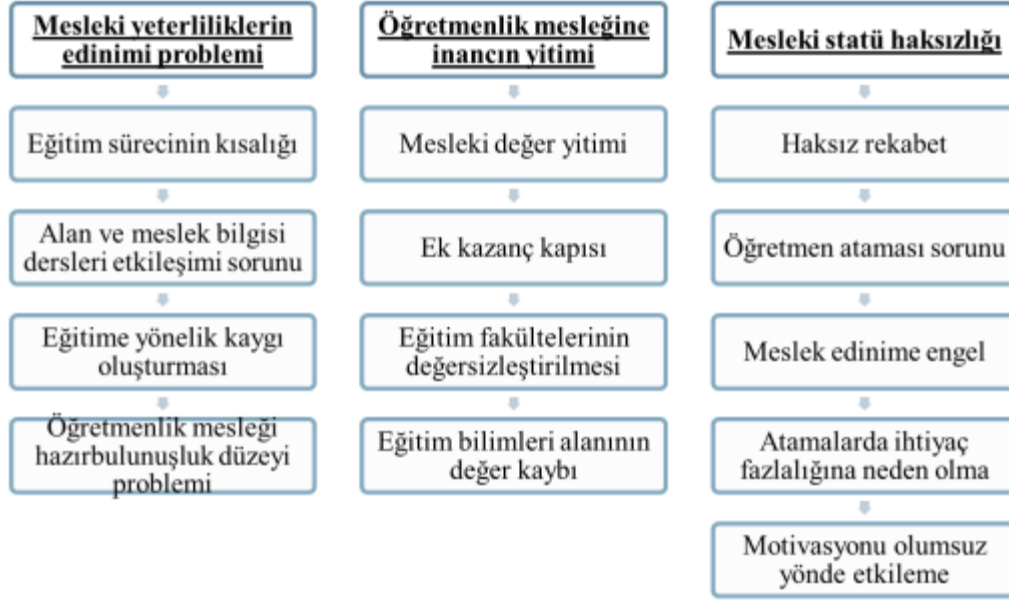 Mesleki yeterliliklerin
edinimi problemi
Eğitim sürecinin kısalığı
Alan ve meslek bilgisi
dersleri etkileşimi sorunu
Eğitime yönelik kaygı
oluşturması
Öğretmenlik mesleği
hazırbulunuşluk düzeyi
problemi
Öğretmenlik mesleğine
inancın yitimi
Mesleki değer yitimi
Ek kazanç kapısı
Eğitim fakültelerinin
değersizleştirilmesi
Eğitim bilimleri alanının
değer kaybı
Mesleki statü haksızlığı
Haksız rekabet
Öğretmen ataması sorunu
Meslek edinime engel
Atamalarda ihtiyaç
fazlalığına neden olma
Motivasyonu olumsuz
yönde etkileme